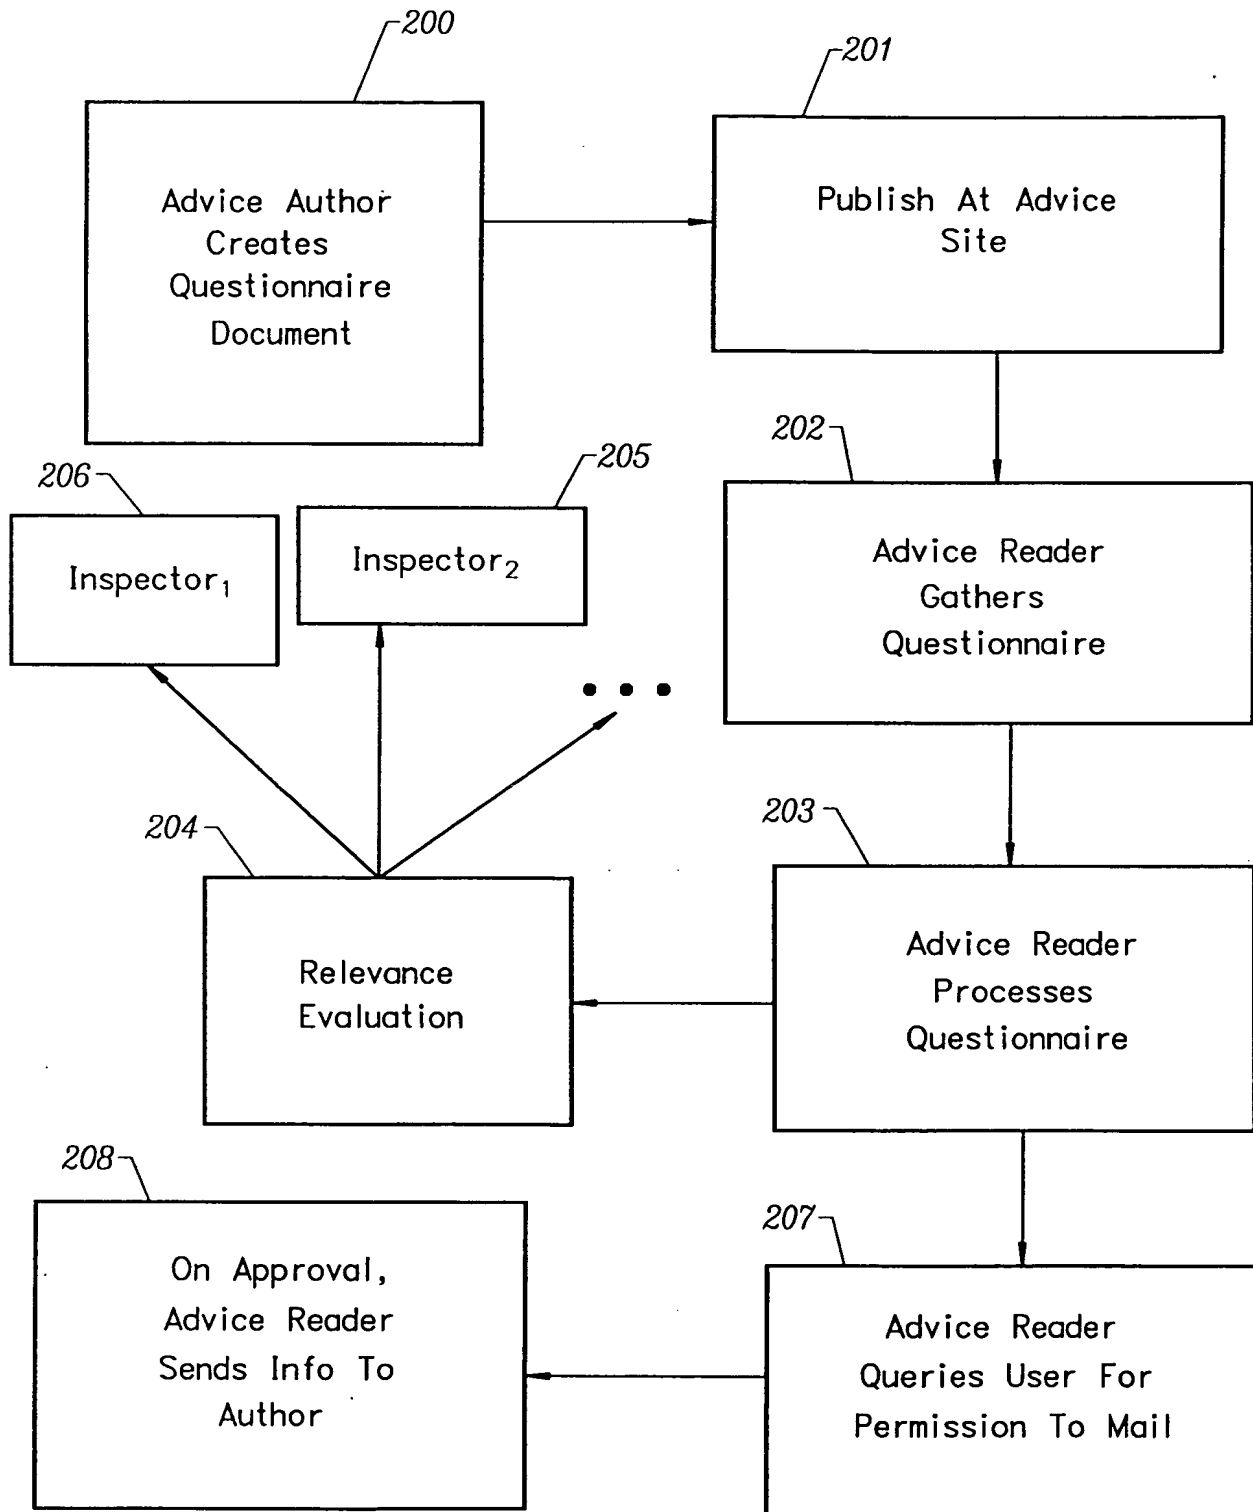 200
Advice Author
Creates
Questionnaire
Document
201
Publish At Advice
Site
202
Advice Reader
Gathers
Questionnaire
206
Inspector₁
205
Inspector₂
• • •
203
Advice Reader
Processes
Questionnaire
204
Relevance
Evaluation
207
Advice Reader
Queries User For
Permission To Mail
208
On Approval,
Advice Reader
Sends Info To
Author